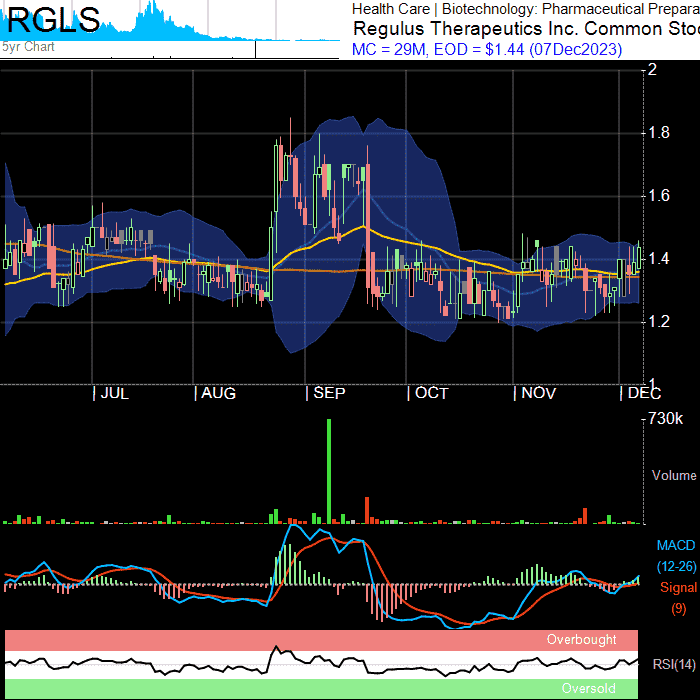 RGLS
5yr Chart
Health Care | Biotechnology: Pharmaceutical Prepara
Regulus Therapeutics Inc. Common Stoc
MC = 29M, EOD = $1.44 (07Dec2023)
2
1.8
1.6
1.4
1.2
1
| JUL | AUG | SEP | OCT | NOV | DEC
730k
Volume
MACD
(12-26)
Signal
(9)
Overbought
RSI(14)
Oversold